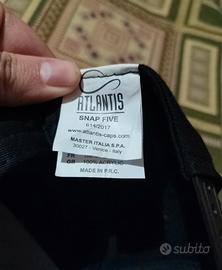 ATLANTIS
SNAP FIVE
614/2017
www.atlantis-caps.com
MASTER ITALIA S.P.A.
30027 - Venice - Italy
FR
GB 100% ACRYLIC
MADE IN P.R.C.
subito